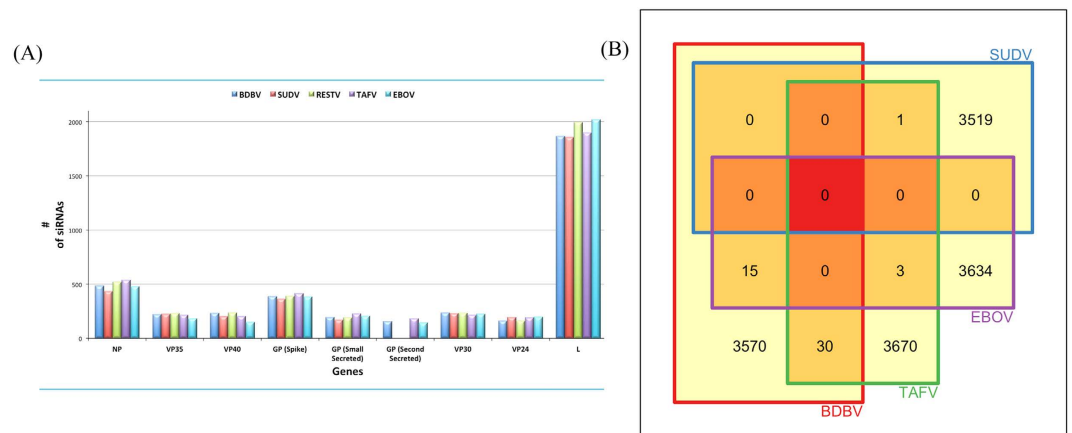 (A)
BDBV SUDV RESTV TAFV EBOV
2000
1500
1000
500
0
#
of siRNAs
NP VP35 VP40 GP (Spike) GP (Small Secreted) GP (Second Secreted) VP30 VP24 L
Genes
(B)
SUDV
0 0 1 3519
0 0 0 0
15 0 3 3634
EBOV
3570 30 3670
TAFV
BDBV